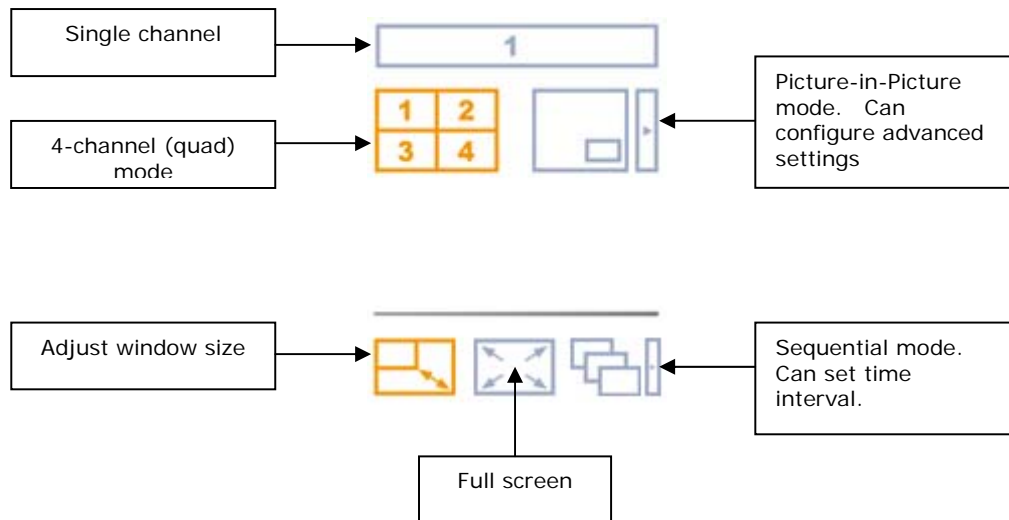 Single channel
1
4-channel (quad)
mode
1 2
3 4
Picture-in-Picture
mode.   Can
configure advanced
settings
Adjust window size
Sequential mode.
Can set time
interval.
Full screen